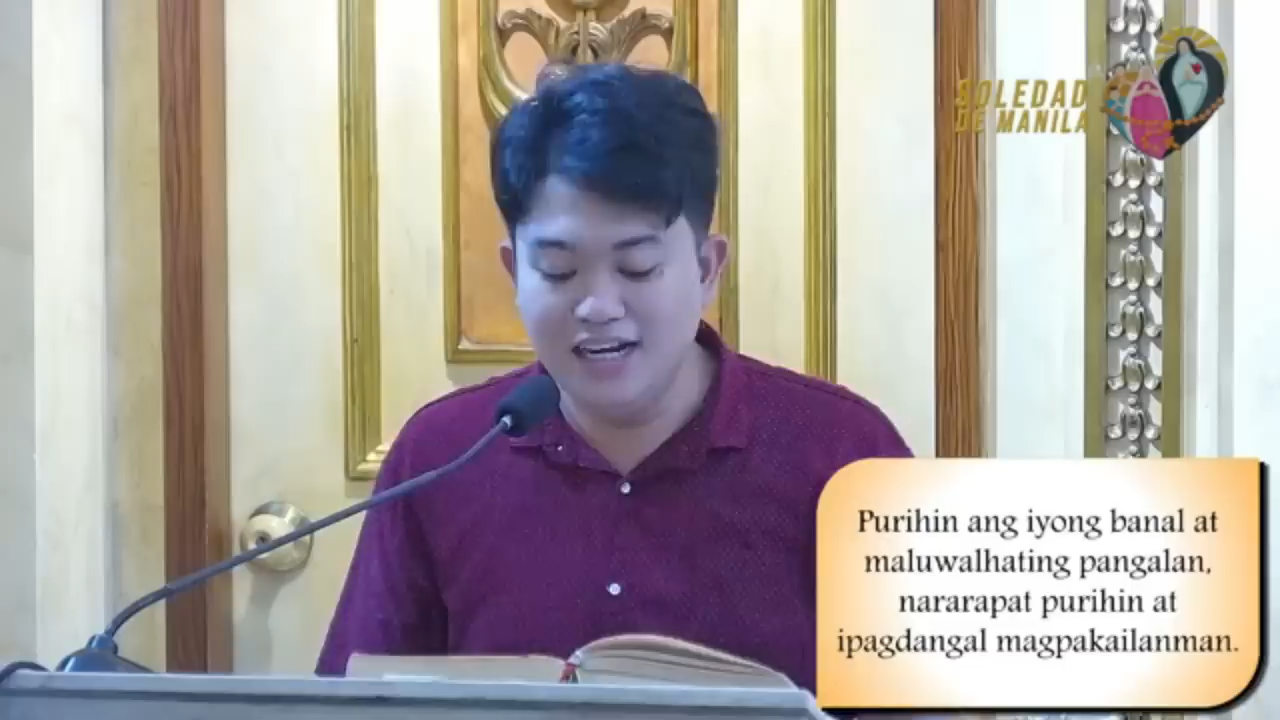 SOLEDAD
DE MANILA
Purihin ang iyong banal at
maluwalhating pangalan,
nararapat purihin at
ipagdangal magpakailanman.